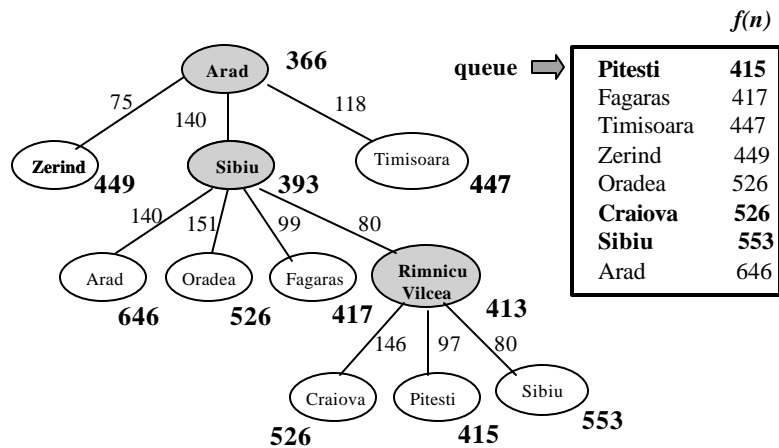 f(n)
Arad 366
queue
Pitesti 415
Fagaras 417
Timisoara 447
Zerind 449
Oradea 526
Craiova 526
Sibiu 553
Arad 646
75
140
118
Zerind 449
Sibiu 393
Timisoara 447
140
151
99
80
Arad 646
Oradea 526
Fagaras 417
Rimnicu
Vilcea 413
146
97
80
Craiova 526
Pitesti 415
Sibiu 553